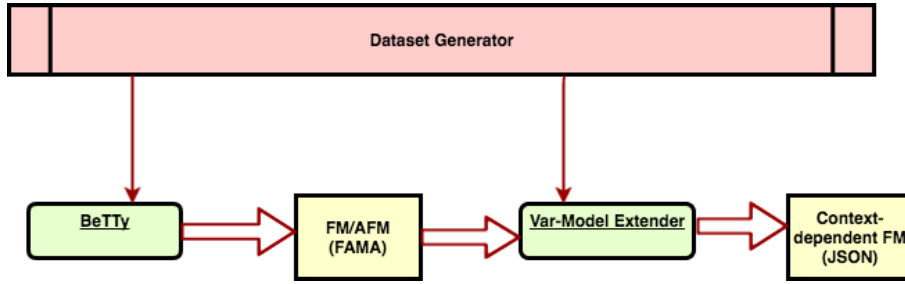 Dataset Generator
BeTTy
FM/AFM
(FAMA)
Var-Model Extender
Context-
dependent FM
(JSON)